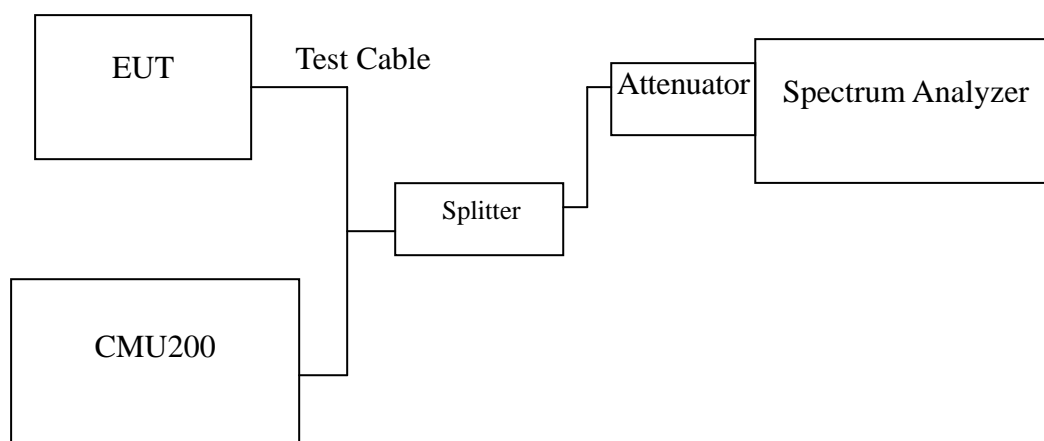 EUT
Test Cable
Attenuator
Spectrum Analyzer
Splitter
CMU200